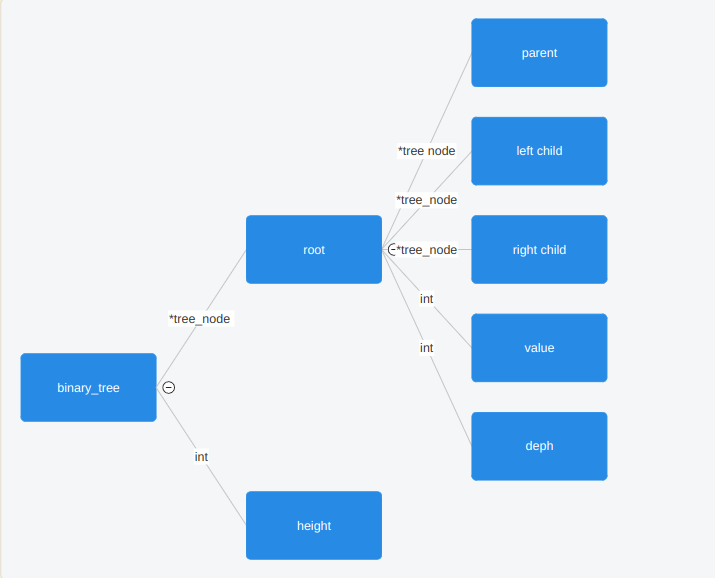 parent
*tree node
left child
*tree_node
root
*tree_node
right child
int
*tree_node
int
value
binary_tree
deph
int
height